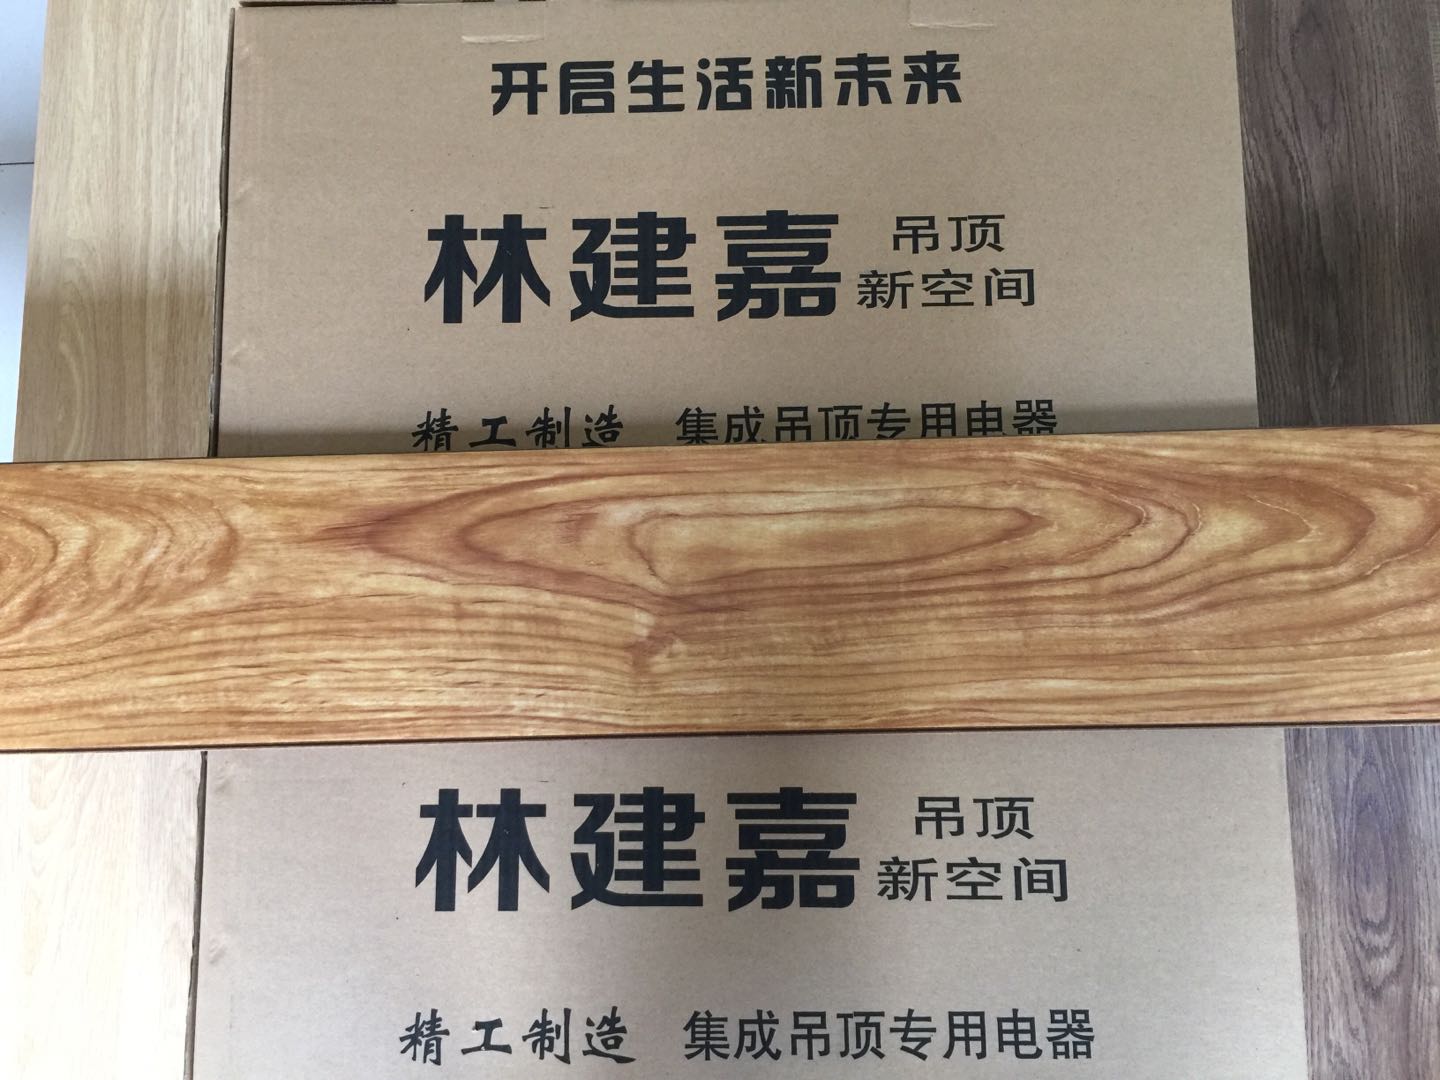 开启生活新未来
林建嘉 吊顶
新空间
精工制造 集成吊顶专用电器
林建嘉 吊顶
新空间
精工制造 集成吊顶专用电器